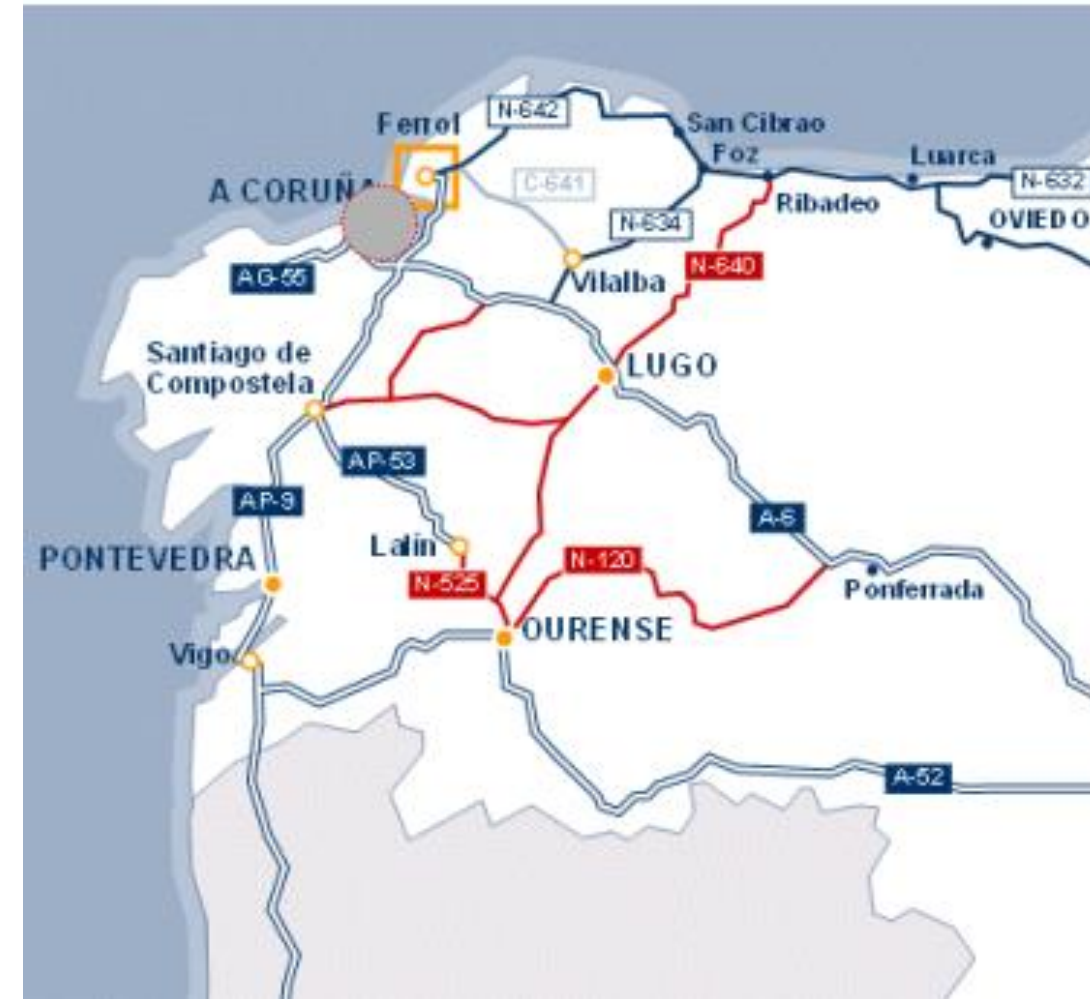 N-642
Ferrol
San Cibrao
Foz
Luarca
A CORUÑA
C-641
N-632
Ribadeo
N-634
OVIEDO
N-640
AG-55
Vilalba
Santiago de
Compostela
LUGO
AP-53
AP-9
A-6
Lalín
PONTEVEDRA
N-120
N-525
Ponferrada
OURENSE
Vigo
A-52